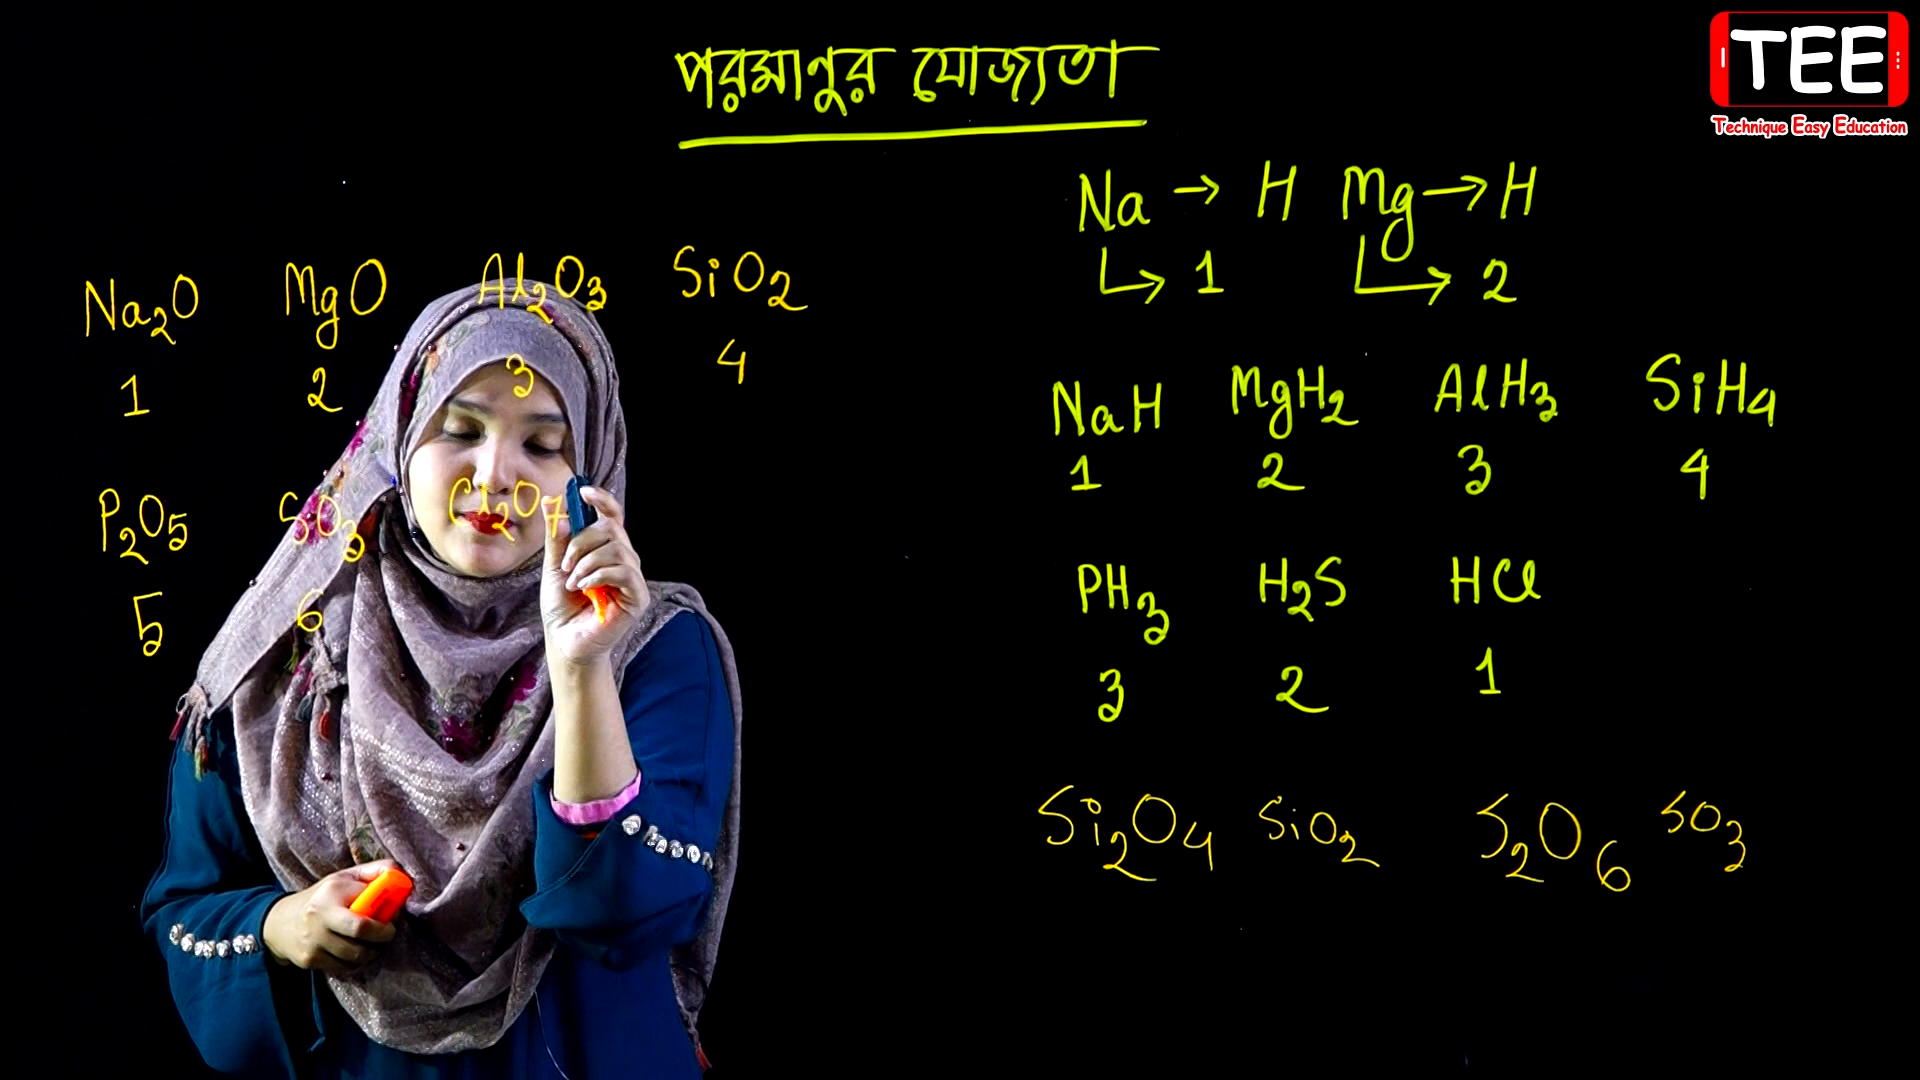 পরমাণুর যোজ্যতা
TEE
Technique Easy Education
Na → H Mg → H
1 2
Na₂O MgO Al₂O₃ SiO₂
1 2 3 4
NaH MgH₂ AlH₃ SiH₄
1 2 3 4
P₂O₅ SO₃ Cl₂O₇
5 6
PH₃ H₂S HCl
3 2 1
Si₂O₄ SiO₂ S₂O₆ SO₃